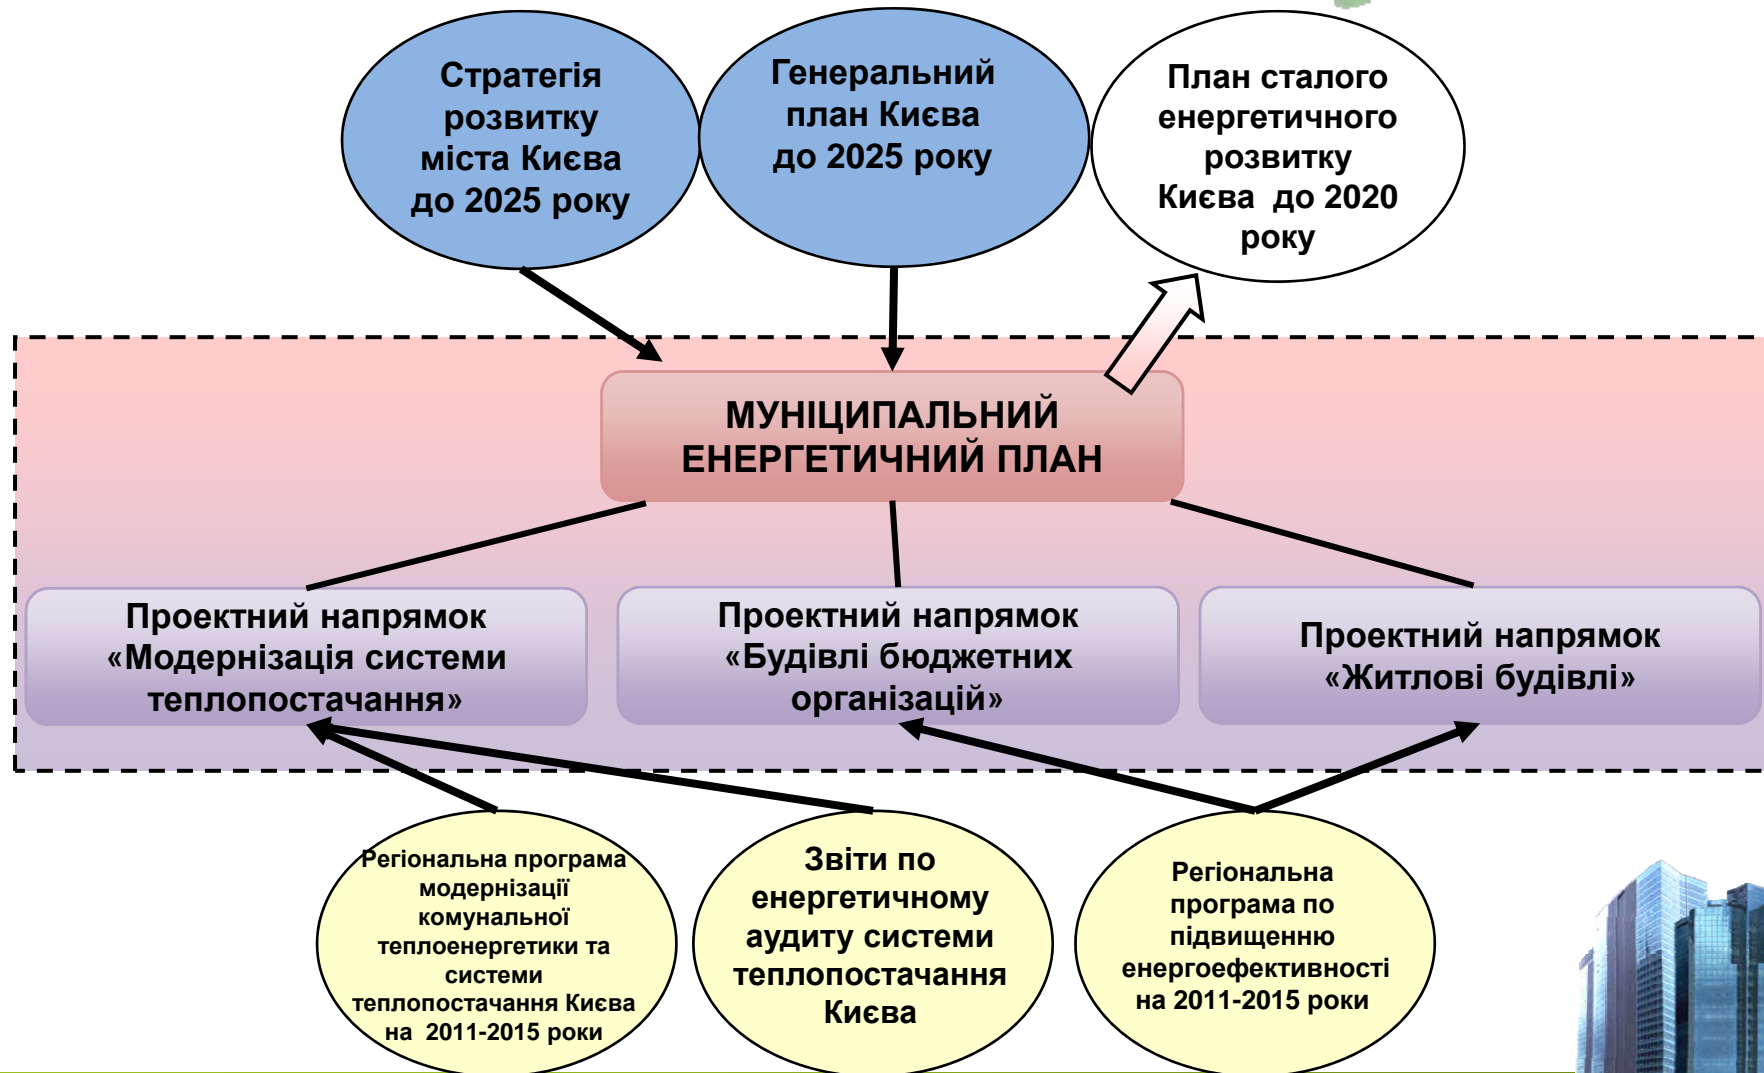 Стратегія
розвитку
міста Києва
до 2025 року
Генеральний
план Києва
до 2025 року
План сталого
енергетичного
розвитку
Києва до 2020
року
МУНІЦИПАЛЬНИЙ
ЕНЕРГЕТИЧНИЙ ПЛАН
Проектний напрямок
«Модернізація системи
теплопостачання»
Проектний напрямок
«Будівлі бюджетних
організацій»
Проектний напрямок
«Житлові будівлі»
Регіональна програма
модернізації
комунальної
теплоенергетики та
системи
теплопостачання Києва
на 2011-2015 роки
Звіти по
енергетичному
аудиту системи
теплопостачання
Києва
Регіональна
програма по
підвищенню
енергоефективності
на 2011-2015 роки